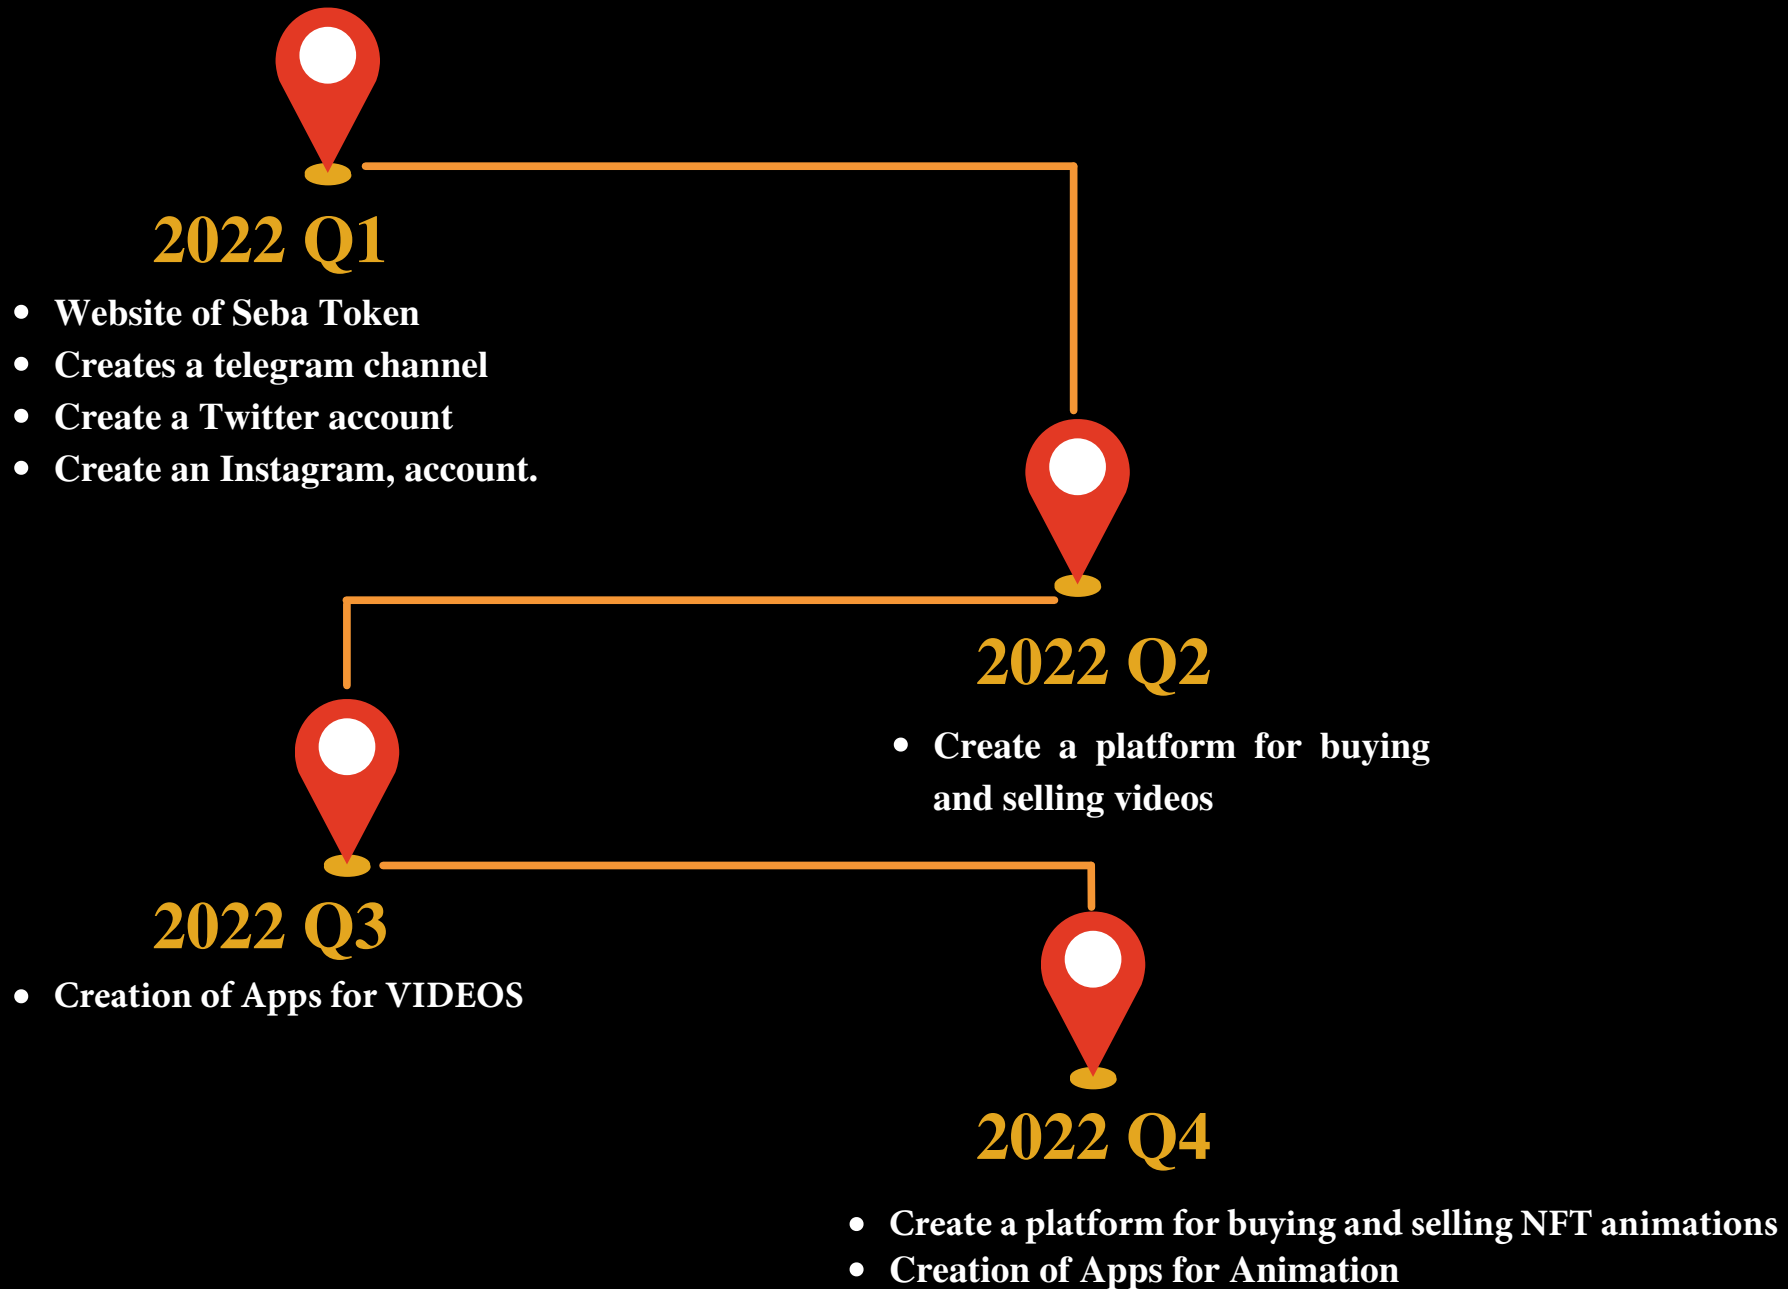 2022 Q1
Website of Seba Token
Creates a telegram channel
Create a Twitter account
Create an Instagram, account.
2022 Q2
Create a platform for buying
and selling videos
2022 Q3
Creation of Apps for VIDEOS
2022 Q4
Create a platform for buying and selling NFT animations
Creation of Apps for Animation